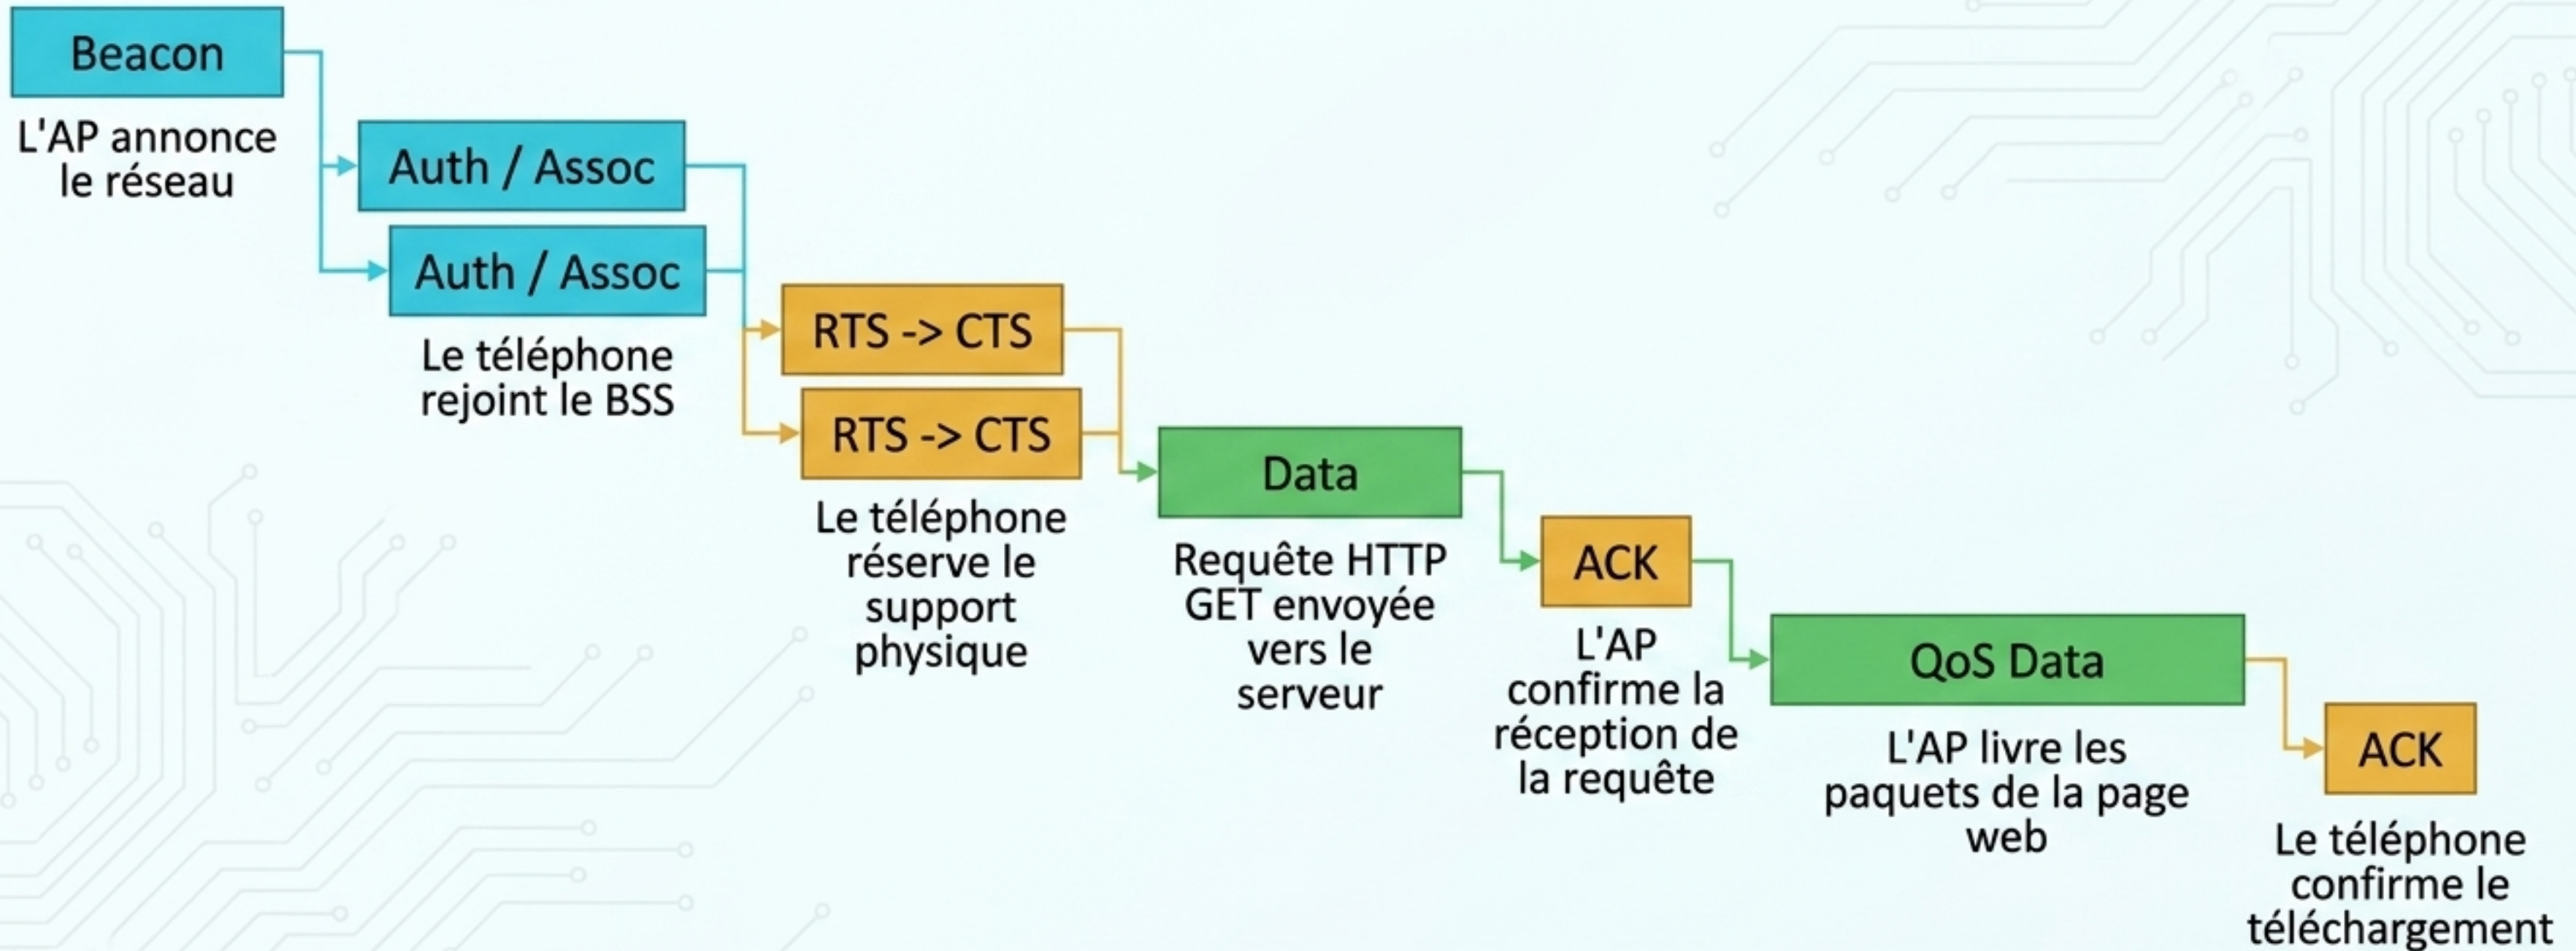 Beacon
L'AP annonce
le réseau
Auth / Assoc
Auth / Assoc
Le téléphone
rejoint le BSS
RTS -> CTS
RTS -> CTS
Le téléphone
réserve le
support
physique
Data
Requête HTTP
GET envoyée
vers le
serveur
ACK
L'AP
confirme la
réception de
la requête
QoS Data
L'AP livre les
paquets de la page
web
ACK
Le téléphone
confirme le
téléchargement